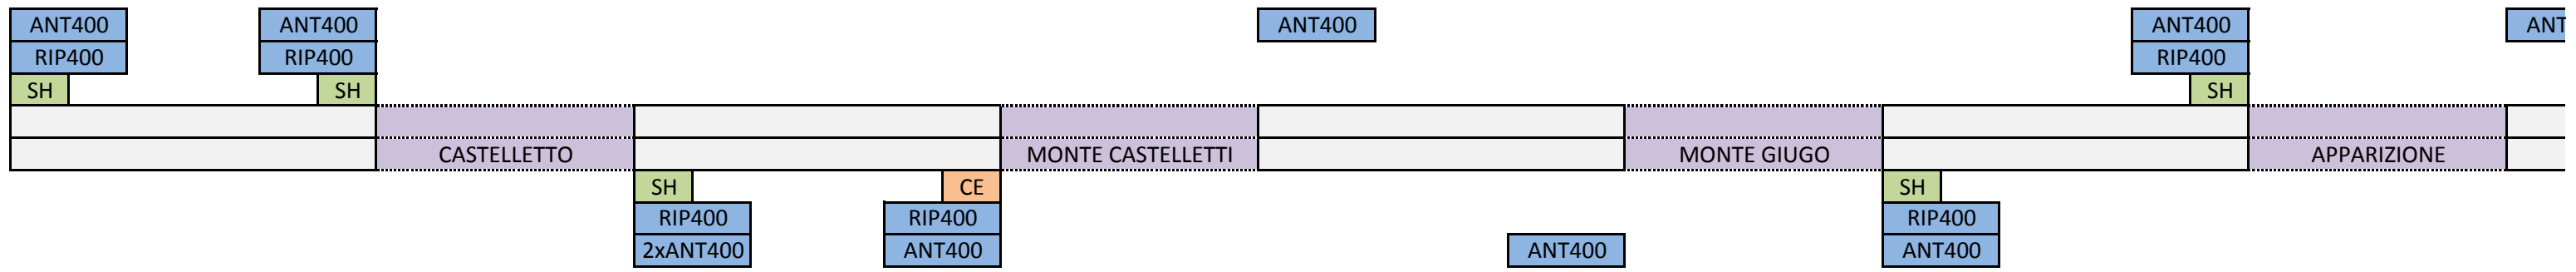 ANT400 ANT400 ANT400 ANT400 ANT
RIP400 RIP400 RIP400
SH SH SH
CASTELLETTO MONTE CASTELLETTI MONTE GIUGO APPARIZIONE
SH CE SH
RIP400 RIP400 RIP400
2xANT400 ANT400 ANT400 ANT400